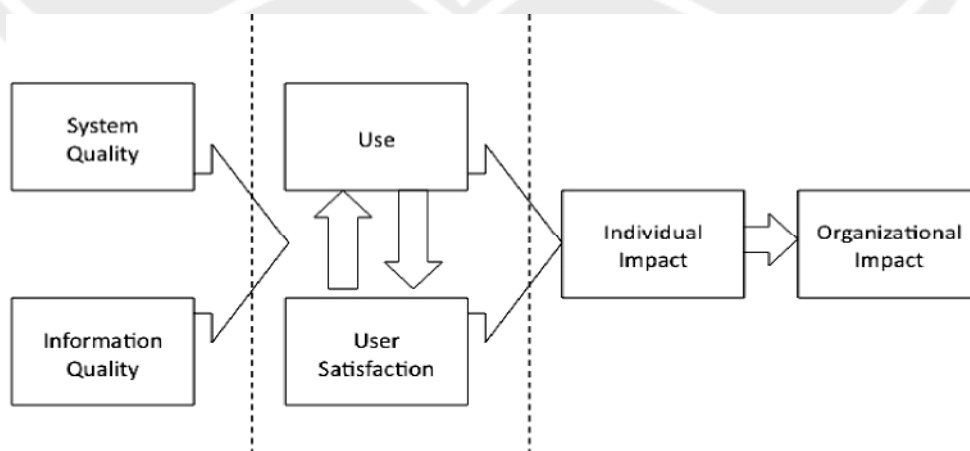 System
Quality
Use
Individual
Impact
Organizational
Impact
Information
Quality
User
Satisfaction